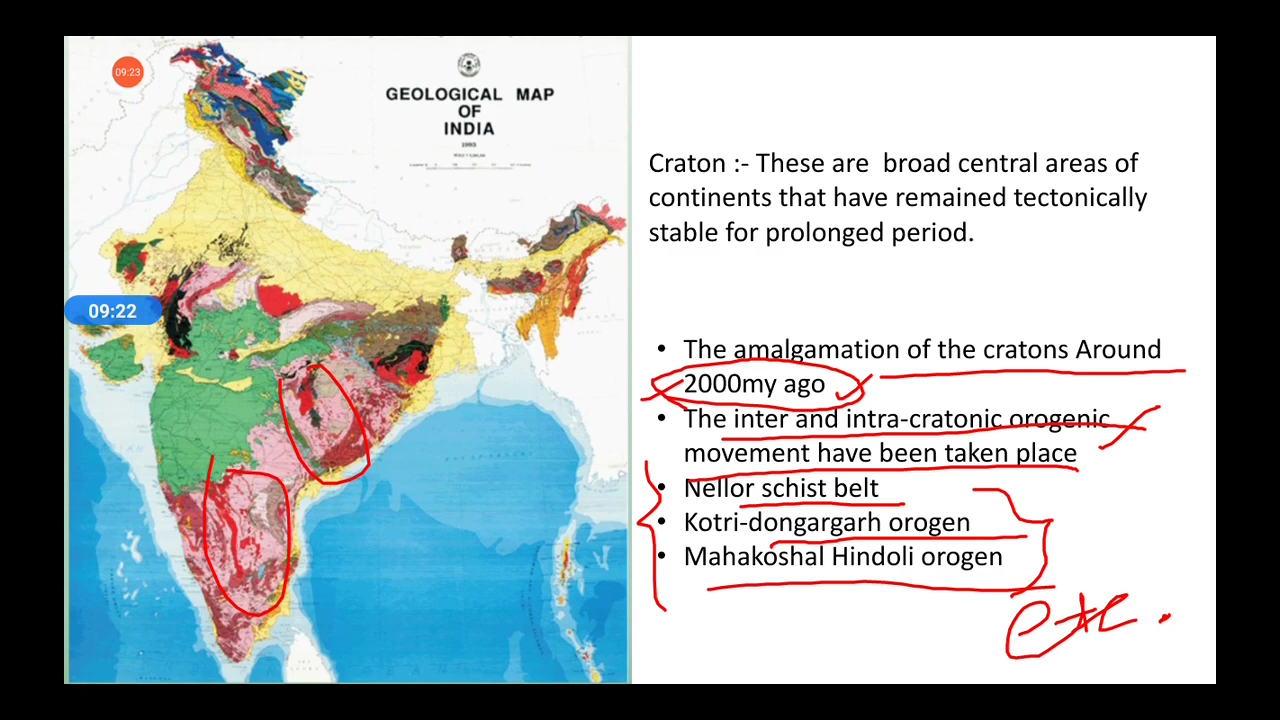 09:23
GEOLOGICAL MAP
OF
INDIA
1993
09:22
Craton :- These are broad central areas of
continents that have remained tectonically
stable for prolonged period.
• The amalgamation of the cratons Around
2000my ago
• The inter and intra-cratonic orogenic
movement have been taken place
• Nellor schist belt
• Kotri-dongargarh orogen
• Mahakoshal Hindoli orogen
etc.